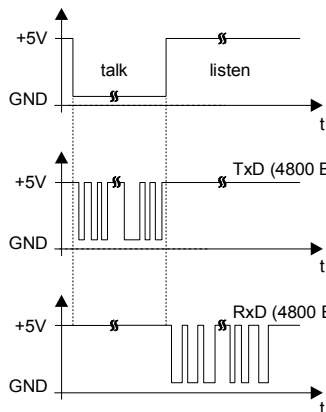 +5V
talk
listen
GND
t
TxD (4800 B
+5V
GND
t
RxD (4800 B
+5V
GND
t